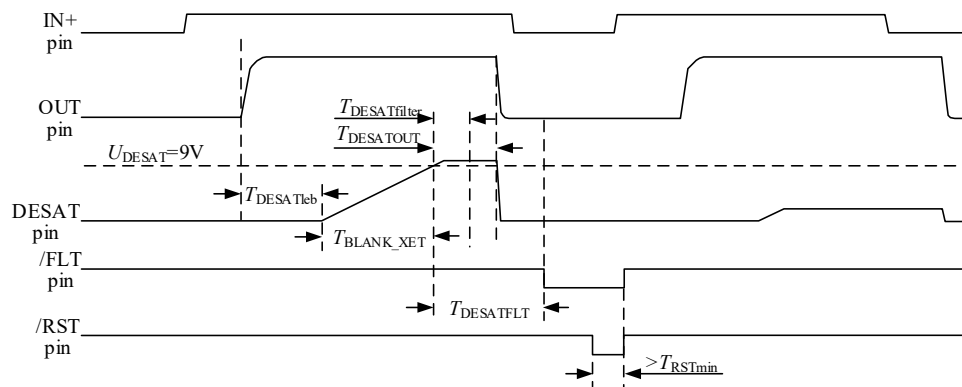 IN+
pin
OUT
pin
TDESATfilter
TDESATOUT
UDESAT=9V
TDESATleb
DESAT
pin
TBLANK_XET
/FLT
pin
TDESATFLT
/RST
pin
>TRSTmin